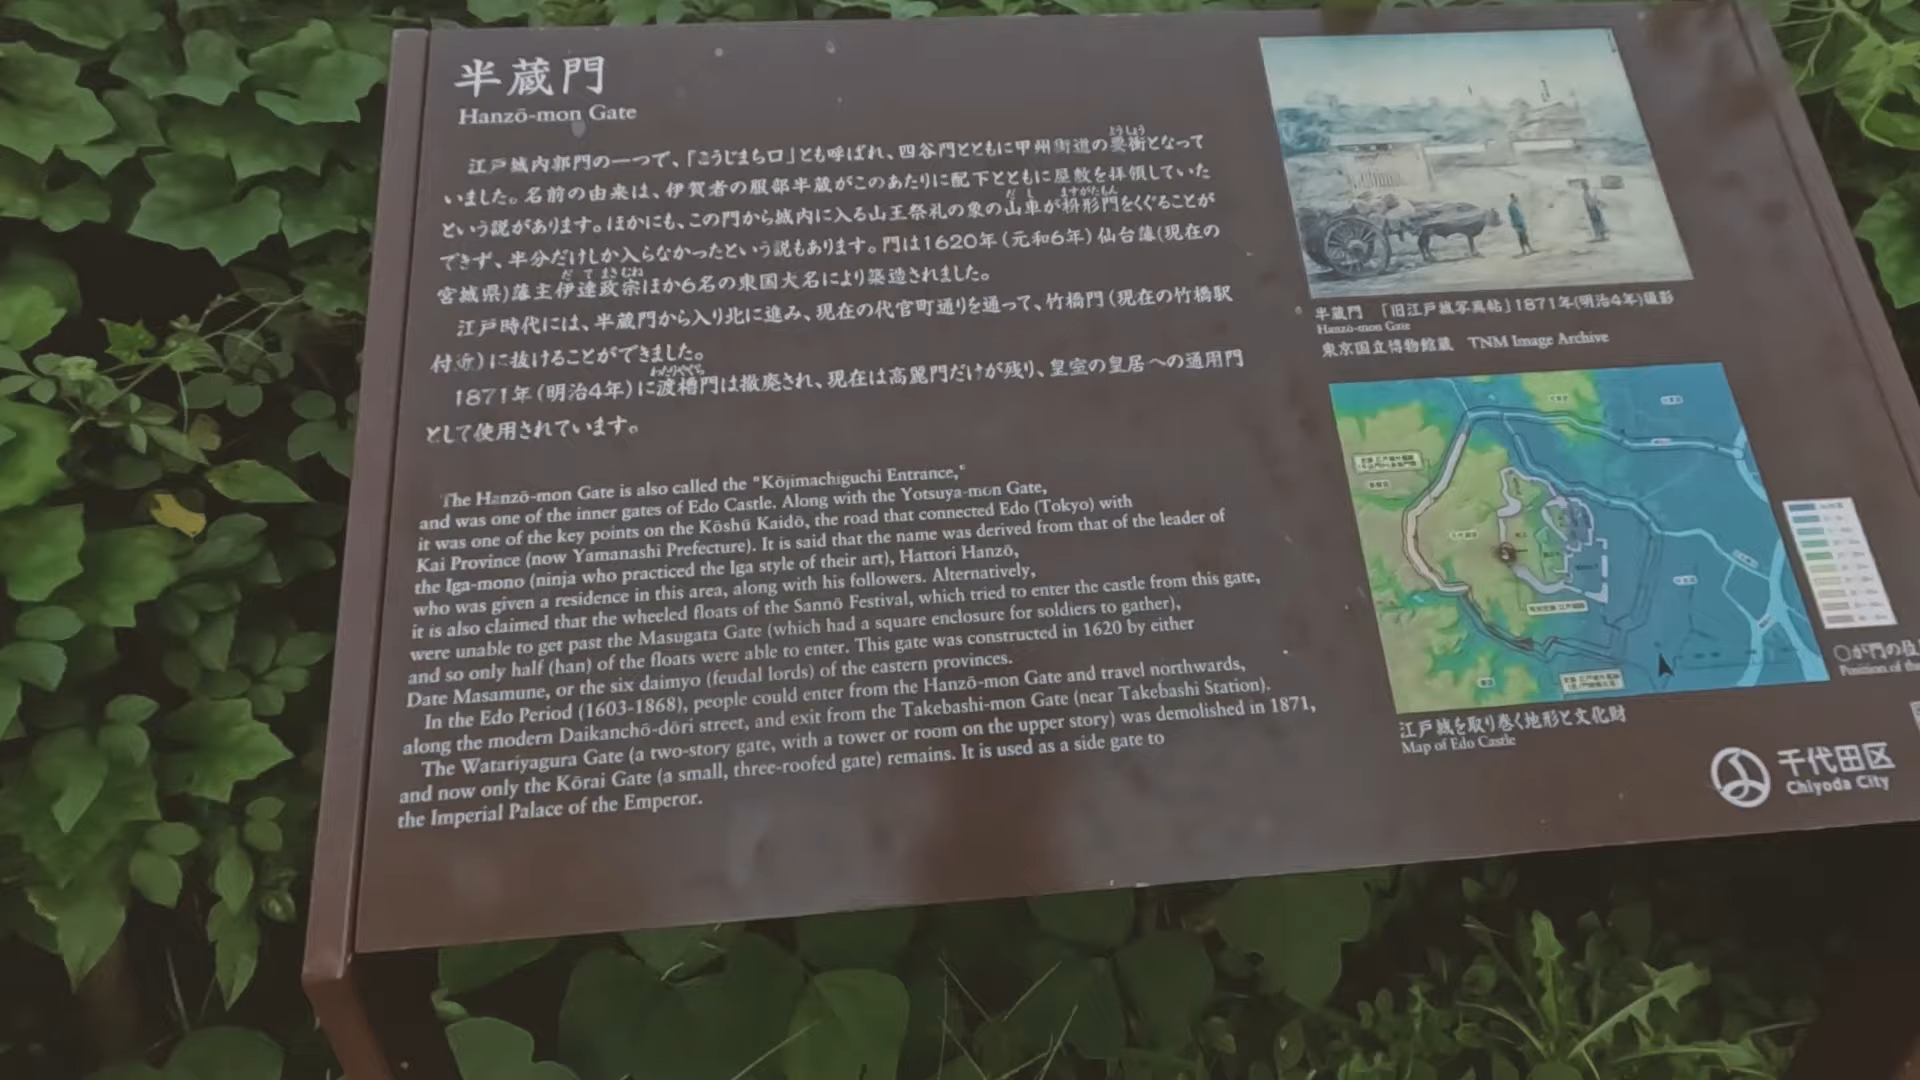 半蔵門
Hanzō-mon Gate
江戸城内郭門の一つで、「こうじまち口」とも呼ばれ、四谷門とともに甲州街道の要衝となって
いました。名前の由来は、伊賀者の服部半蔵がこのあたりに配下とともに屋敷を拝領していた
という説があります。ほかにも、この門から城内に入る山王祭礼の象の山車が枡形門をくぐることが
できず、半分だけしか入らなかったという説もあります。門は1620年(元和6年)仙台藩(現在の
宮城県)藩主伊達政宗ほか6名の東国大名により築造されました。
江戸時代には、半蔵門から入り北に進み、現在の代官町通りを通って、竹橋門(現在の竹橋駅
付近)に抜けることができました。
1871年(明治4年)に渡櫓門は撤廃され、現在は高麗門だけが残り、皇室の皇居への通用門
として使用されています。
The Hanzō-mon Gate is also called the "Kōjimachiguchi Entrance,"
and was one of the inner gates of Edo Castle. Along with the Yotsuya-mon Gate,
it was one of the key points on the Kōshū Kaidō, the road that connected Edo (Tokyo) with
Kai Province (now Yamanashi Prefecture). It is said that the name was derived from that of the leader of
the Iga-mono (ninja who practiced the Iga style of their art), Hattori Hanzō,
who was given a residence in this area, along with his followers. Alternatively,
it is also claimed that the wheeled floats of the Sannō Festival, which tried to enter the castle from this gate,
were unable to get past the Masugata Gate (which had a square enclosure for soldiers to gather),
and so only half (han) of the floats were able to enter. This gate was constructed in 1620 by either
Date Masamune, or the six daimyo (feudal lords) of the eastern provinces.
In the Edo Period (1603-1868), people could enter from the Hanzō-mon Gate and travel northwards,
along the modern Daikanchō-dōri street, and exit from the Takebashi-mon Gate (near Takebashi Station).
The Watariyagura Gate (a two-story gate, with a tower or room on the upper story) was demolished in 1871,
and now only the Kōrai Gate (a small, three-roofed gate) remains. It is used as a side gate to
the Imperial Palace of the Emperor.
半蔵門 「旧江戸城写真帖」1871年(明治4年)撮影
Hanzō-mon Gate
東京国立博物館蔵 TNM Image Archive
○が門の位
Position of the
江戸城を取り巻く地形と文化財
Map of Edo Castle
千代田区
Chiyoda City